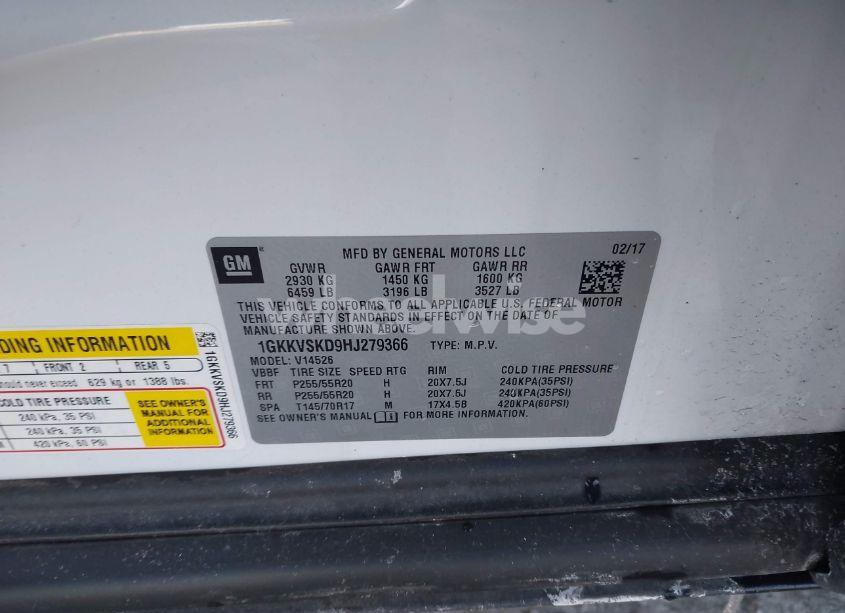 GM
MFD BY GENERAL MOTORS LLC 02/17
GVWR GAWR FRT GAWR RR
2930 KG 1450 KG 1600 KG
6459 LB 3196 LB 3527 LB
THIS VEHICLE CONFORMS TO ALL APPLICABLE U.S. FEDERAL MOTOR
VEHICLE SAFETY STANDARDS IN EFFECT ON THE DATE OF
MANUFACTURE SHOWN ABOVE.
1GKKVSKD9HJ279366 TYPE: M.P.V.
MODEL: V14526
VBBF TIRE SIZE SPEED RTG RIM COLD TIRE PRESSURE
FRT P255/55R20 H 20X7.5J 240KPA(35PSI)
RR P255/55R20 H 20X7.5J 240KPA(35PSI)
SPA T145/70R17 M 17X4.5B 420KPA(60PSI)
SEE OWNER'S MANUAL FOR MORE INFORMATION.
DING INFORMATION
7 FRONT 2 REAR 5
should never exceed 629 kg or 1388 lbs.
COLD TIRE PRESSURE
240 kPa, 35 PSI
240 kPa, 35 PSI
420 kPa, 60 PSI
SEE OWNER'S
MANUAL FOR
ADDITIONAL
INFORMATION
1GKKVSKD9HJ279366